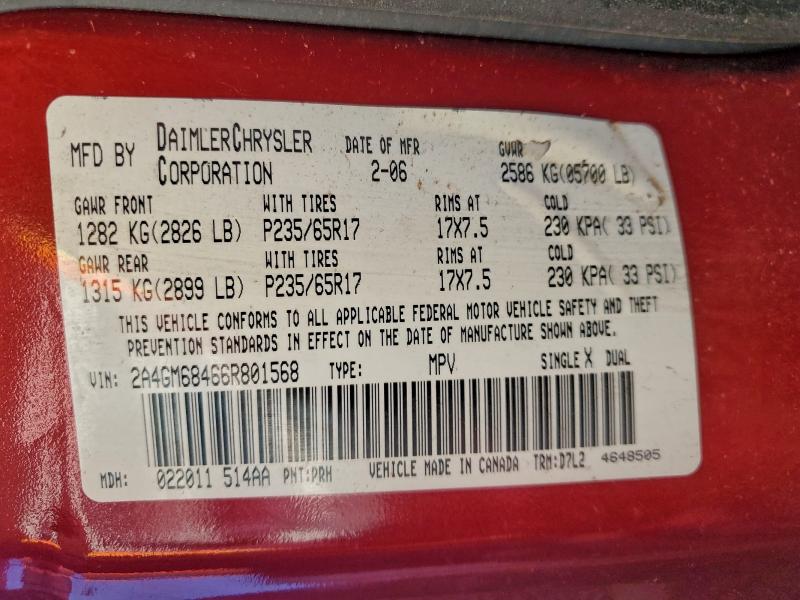 MFD BY DAIMLERCHRYSLER CORPORATION DATE OF MFR 2-06 GVWR 2586 KG(05700 LB)
GAWR FRONT WITH TIRES RIMS AT COLD
1282 KG(2826 LB) P235/65R17 17X7.5 230 KPA( 33 PSI)
GAWR REAR WITH TIRES RIMS AT COLD
1315 KG(2899 LB) P235/65R17 17X7.5 230 KPA( 33 PSI)
THIS VEHICLE CONFORMS TO ALL APPLICABLE FEDERAL MOTOR VEHICLE SAFETY AND THEFT
PREVENTION STANDARDS IN EFFECT ON THE DATE OF MANUFACTURE SHOWN ABOVE.
VIN: 2A4GM68466R801568 TYPE: MPV SINGLE X DUAL
MDH: 022011 514AA PNT:PRH VEHICLE MADE IN CANADA TRM:D7L2 4648505